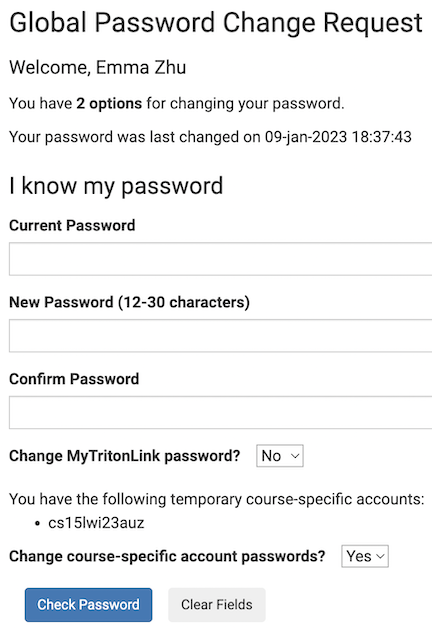 Global Password Change Request
Welcome, Emma Zhu
You have 2 options for changing your password.
Your password was last changed on 09-jan-2023 18:37:43
I know my password
Current Password
New Password (12-30 characters)
Confirm Password
Change MyTritonLink password? No
You have the following temporary course-specific accounts:
• cs15lwi23auz
Change course-specific account passwords? Yes
Check Password Clear Fields